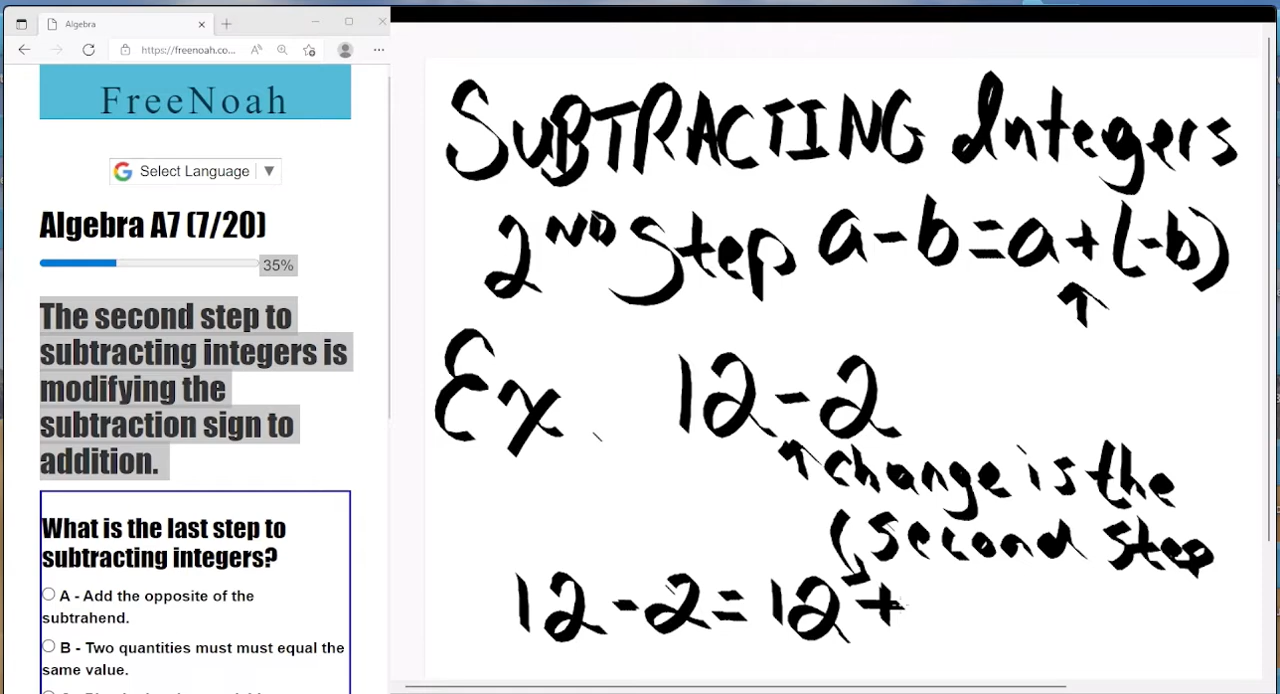 Algebra
https://freenoah.co...
FreeNoah
Select Language
Algebra A7 (7/20)
35%
The second step to
subtracting integers is
modifying the
subtraction sign to
addition.
What is the last step to
subtracting integers?
A - Add the opposite of the
subtrahend.
B - Two quantities must must equal the
same value.
SUBTRACTING Integers
2ND Step a-b=a+(-b)
Ex. 12-2
change is the
second step
12-2=12+